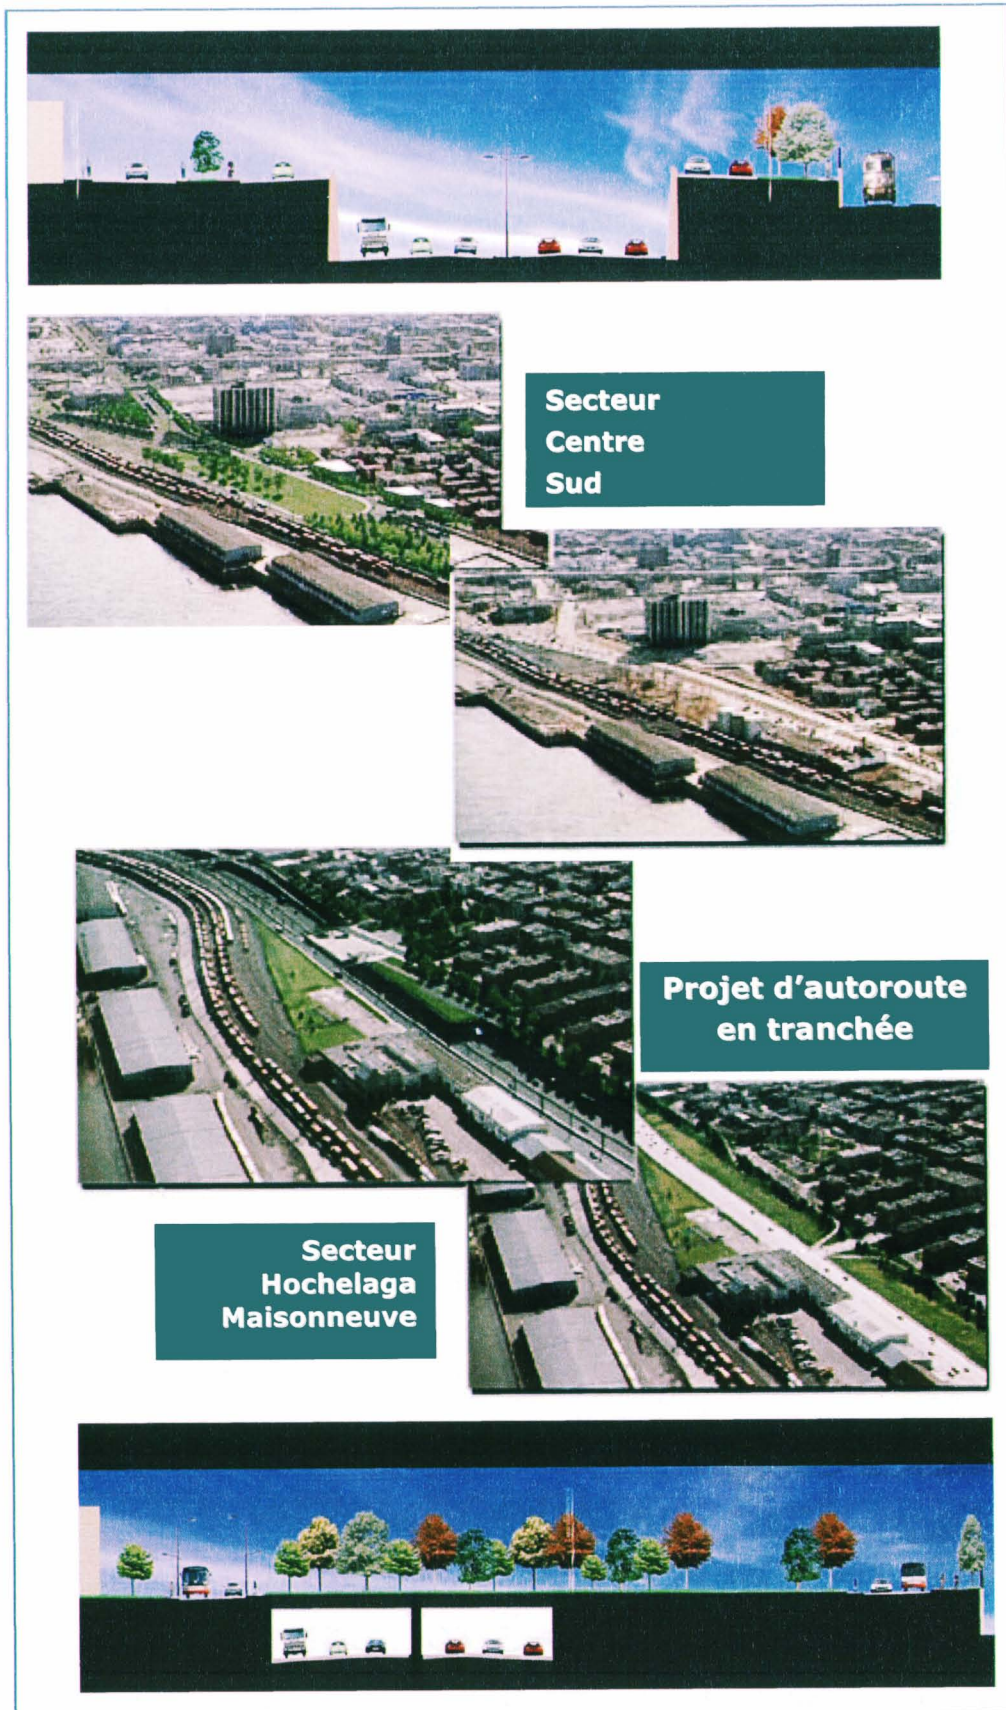 Secteur
Centre
Sud
Projet d'autoroute
en tranchée
Secteur
Hochelaga
Maisonneuve